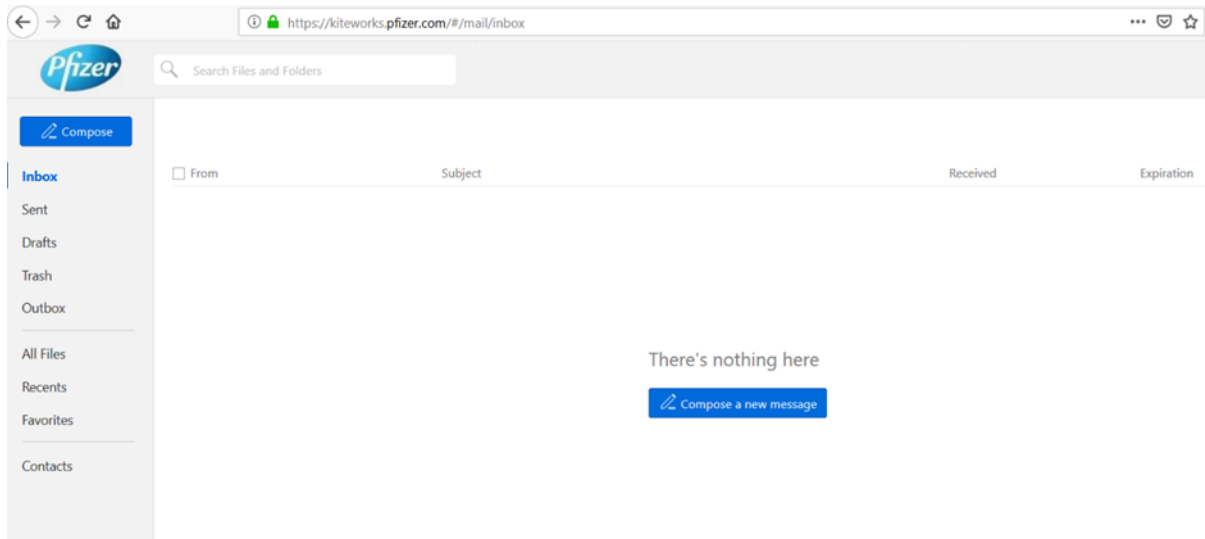 https://kiteworks.pfizer.com/#/mail/inbox
Pfizer
Search Files and Folders
Compose
From Subject Received Expiration
Inbox
Sent
Drafts
Trash
Outbox
All Files
Recents
Favorites
Contacts
There's nothing here
Compose a new message